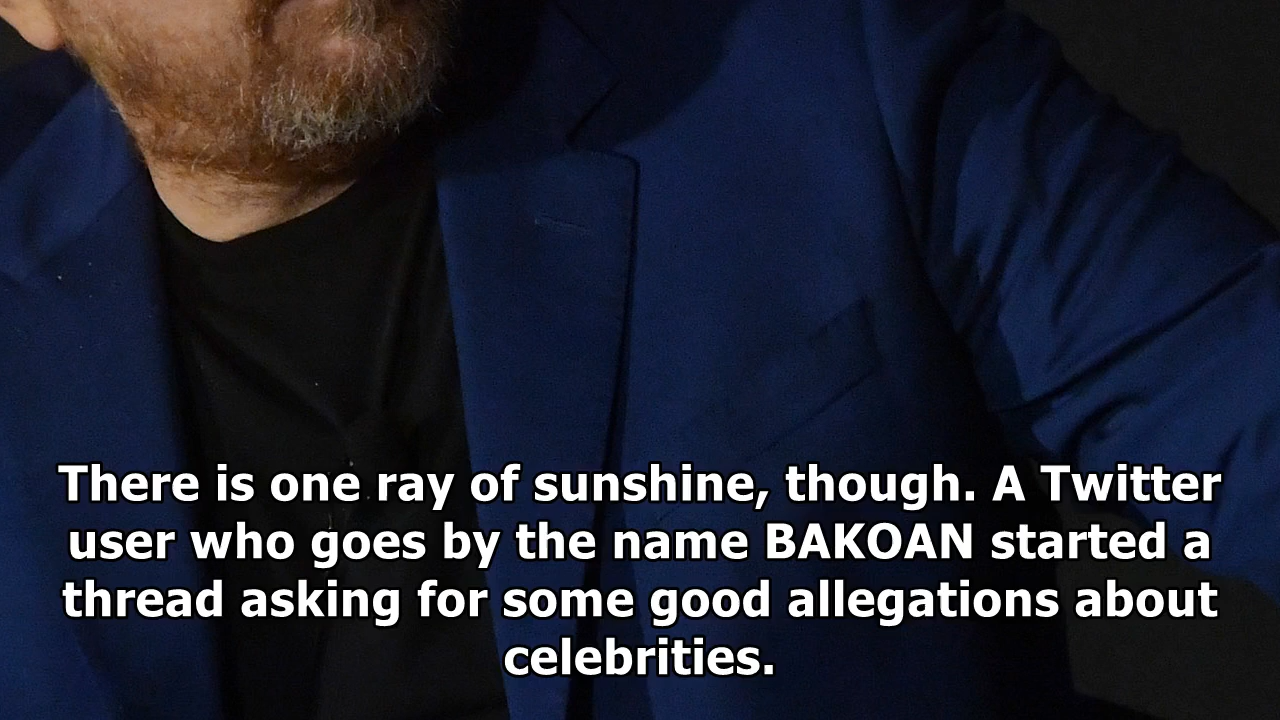 There is one ray of sunshine, though. A Twitter
user who goes by the name BAKOAN started a
thread asking for some good allegations about
celebrities.